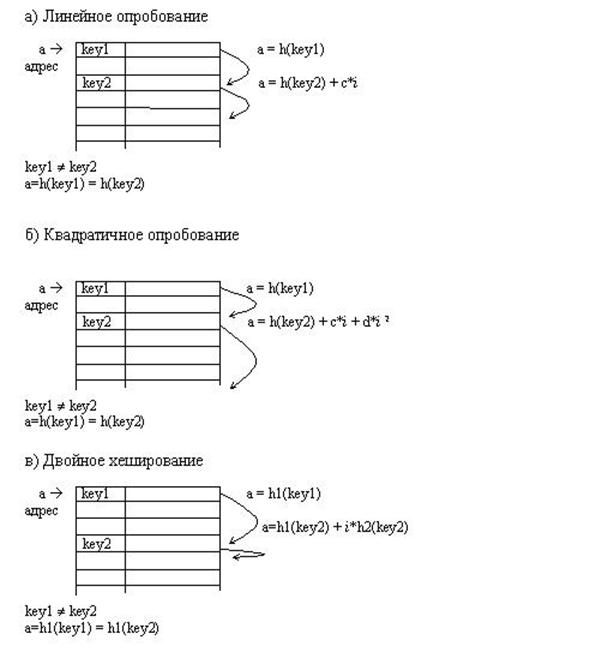 а) Линейное опробование
a → key1 a = h(key1)
адрес
key2 a = h(key2) + c*i
key1 ≠ key2
a=h(key1) = h(key2)
б) Квадратичное опробование
a → key1 a = h(key1)
адрес
key2 a = h(key2) + c*i + d*i ²
key1 ≠ key2
a=h(key1) = h(key2)
в) Двойное хеширование
a → key1 a = h1(key1)
адрес
a=h1(key2) + i*h2(key2)
key2
key1 ≠ key2
a=h1(key1) = h1(key2)